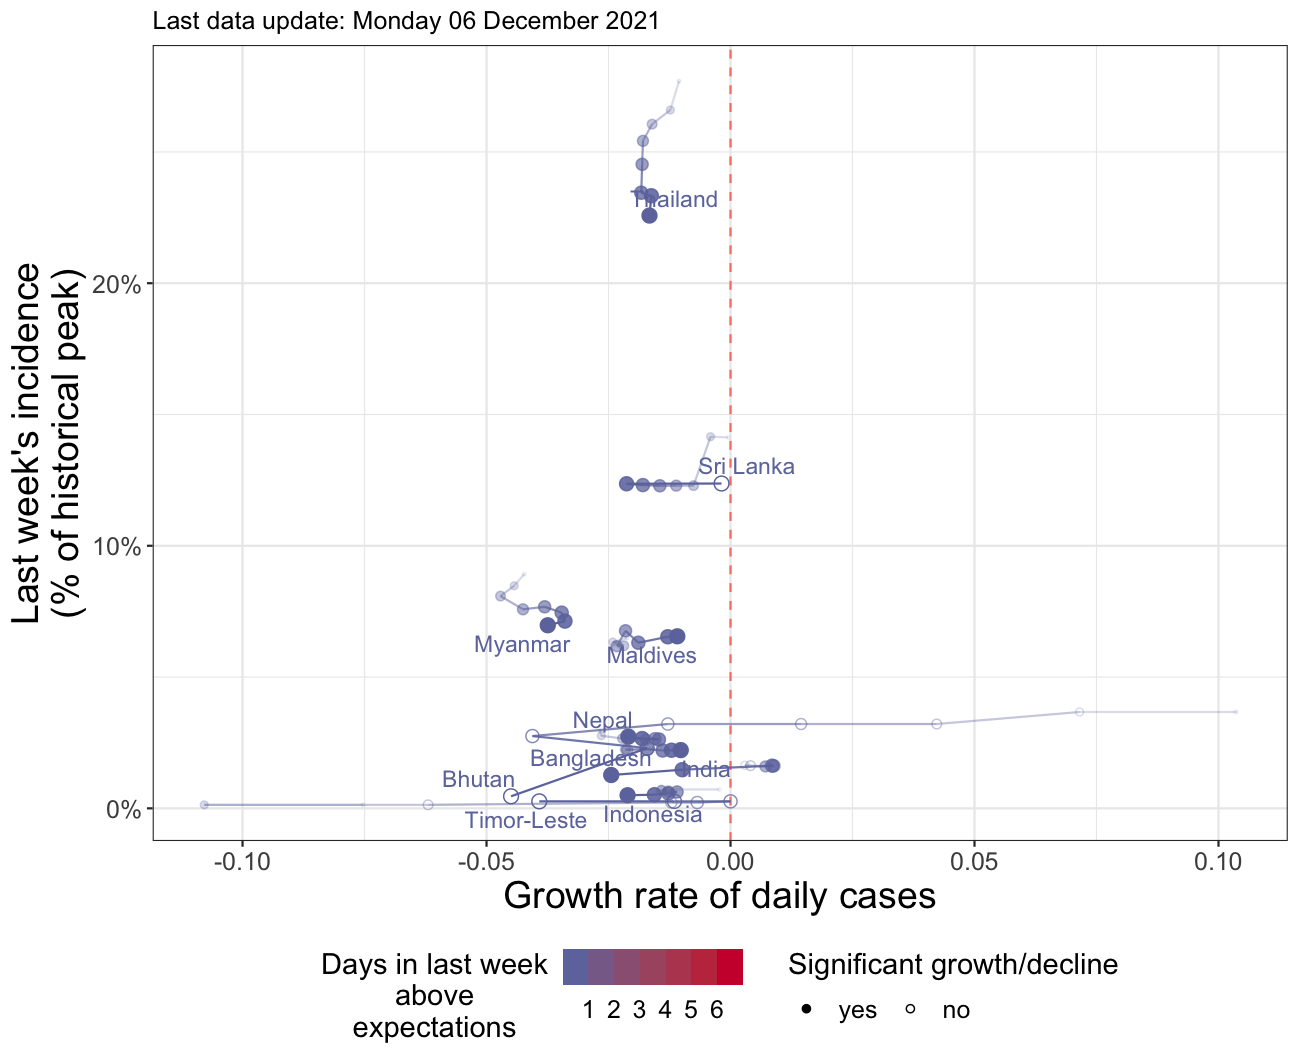 Last data update: Monday 06 December 2021
Last week's incidence
(% of historical peak)
20%
10%
0%
Thailand
Sri Lanka
Myanmar
Maldives
Nepal
Bangladesh
India
Bhutan
Timor-Leste
Indonesia
-0.10
-0.05
0.00
0.05
0.10
Growth rate of daily cases
Days in last week
above
expectations
1 2 3 4 5 6
Significant growth/decline
yes
no